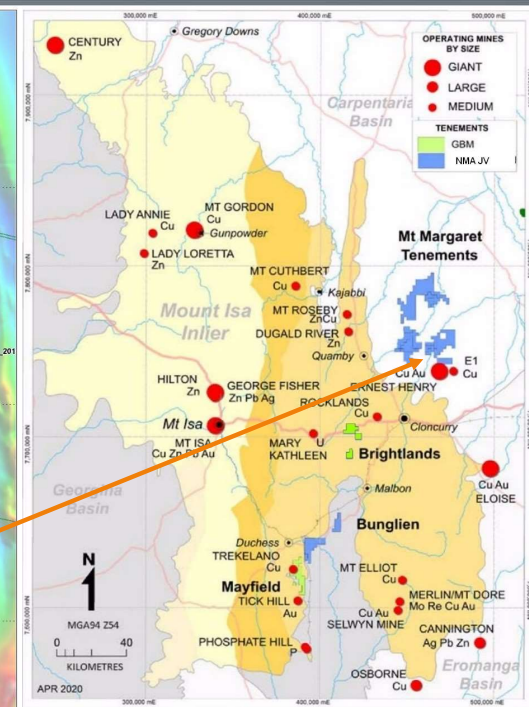 300,000 mE
400,000 mE
500,000 mE
Gregory Downs
CENTURY
Zn
OPERATING MINES
BY SIZE
GIANT
LARGE
MEDIUM
TENEMENTS
GBM
NMA JV
7,900,000 mN
Carpentaria
Basin
MT GORDON
Cu
LADY ANNIE
Cu
Gunpowder
LADY LORETTA
Zn
Mt Margaret
Tenements
7,800,000 mN
MT CUTHBERT
Cu
Kajabbi
MT ROSEBY
ZnCu
Mount Isa
Inlier
DUGALD RIVER
Zn
Quamby
201
E1
Cu
Cu Au
ERNEST HENRY
HILTON
Zn
GEORGE FISHER
Zn Pb Ag
ROCKLANDS
Cu
Mt Isa
Cloncurry
MT ISA
Cu Zn Pb Au
MARY
KATHLEEN
U
Brightlands
7,700,000 mN
Cu Au
ELOISE
Georgina
Basin
Malbon
Bunglien
Duchess
TREKELANO
Cu
MT ELLIOT
Cu
N
Mayfield
TICK HILL
Au
MERLIN/MT DORE
Mo Re Cu Au
Cu Au
SELWYN MINE
MGA94 Z54
7,600,000 mN
CANNINGTON
Ag Pb Zn
0
40
KILOMETRES
PHOSPHATE HILL
P
Eromanga
Basin
OSBORNE
Cu
APR 2020
300,000 mE
400,000 mE
500,000 mE